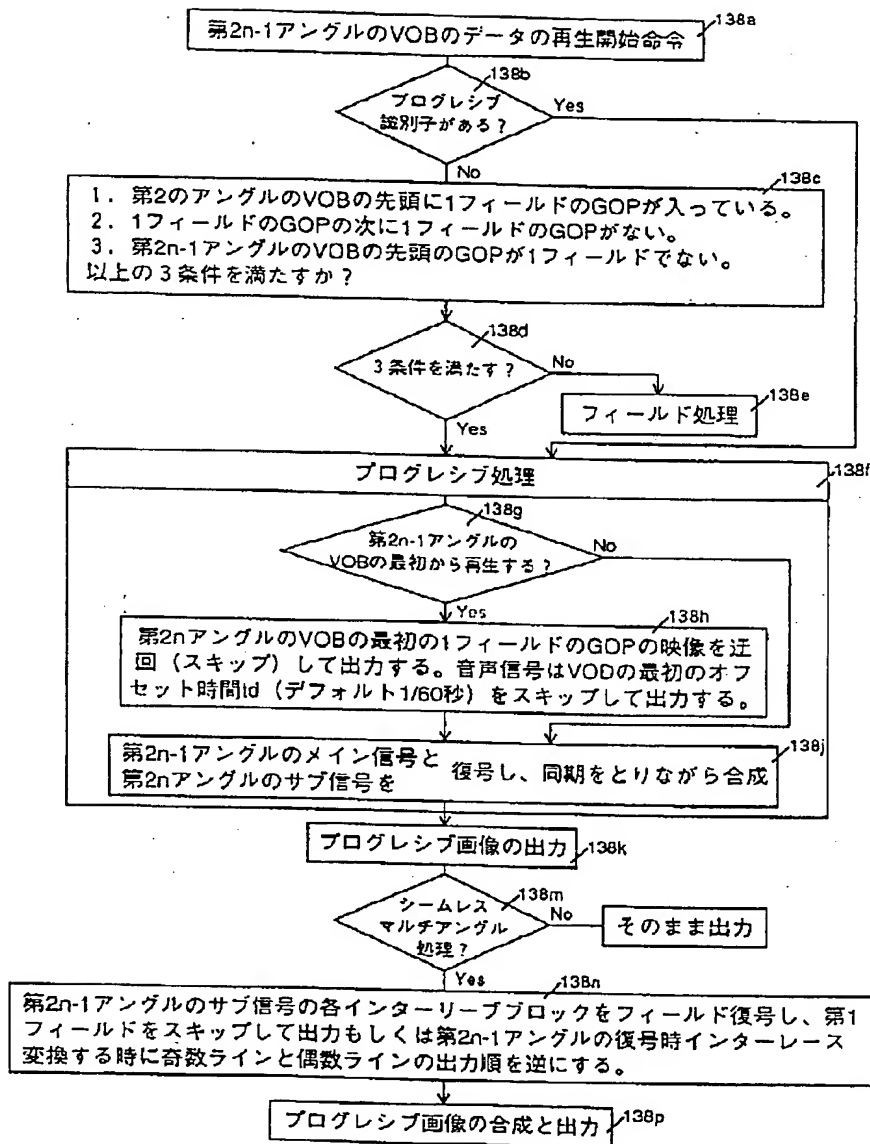 138a
第2n-1アングルのVOBのデータの再生開始命令
138b
プログレシブ
識別子がある？
Yes
No
138c
1．第2のアングルのVOBの先頭に1フィールドのGOPが入っている。
2．1フィールドのGOPの次に1フィールドのGOPがない。
3．第2n-1アングルのVOBの先頭のGOPが1フィールドでない。
以上の3条件を満たすか？
138d
3条件を満たす？
No
138e
フィールド処理
Yes
プログレシブ処理
138f
138g
第2n-1アングルの
VOBの最初から再生する？
No
Yes
138h
第2nアングルのVOBの最初の1フィールドのGOPの映像を迂
回（スキップ）して出力する。音声信号はVODの最初のオフ
セット時間td（デフォルト1/60秒）をスキップして出力する。
138j
第2n-1アングルのメイン信号と
第2nアングルのサブ信号を
復号し、同期をとりながら合成
プログレシブ画像の出力
138k
138m
シームレス
マルチアングル
処理？
No
そのまま出力
Yes
138n
第2n-1アングルのサブ信号の各インターリーブブロックをフィールド復号し、第1
フィールドをスキップして出力もしくは第2n-1アングルの復号時インターレース
変換する時に奇数ラインと偶数ラインの出力順を逆にする。
プログレシブ画像の合成と出力
138p